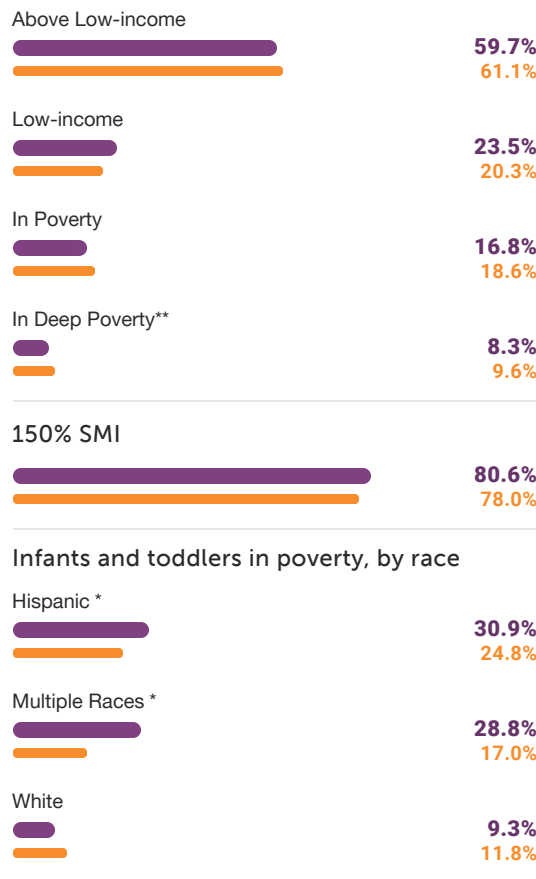 Above Low-income
59.7%
61.1%
Low-income
23.5%
20.3%
In Poverty
16.8%
18.6%
In Deep Poverty**
8.3%
9.6%
150% SMI
80.6%
78.0%
Infants and toddlers in poverty, by race
Hispanic *
30.9%
24.8%
Multiple Races *
28.8%
17.0%
White
9.3%
11.8%